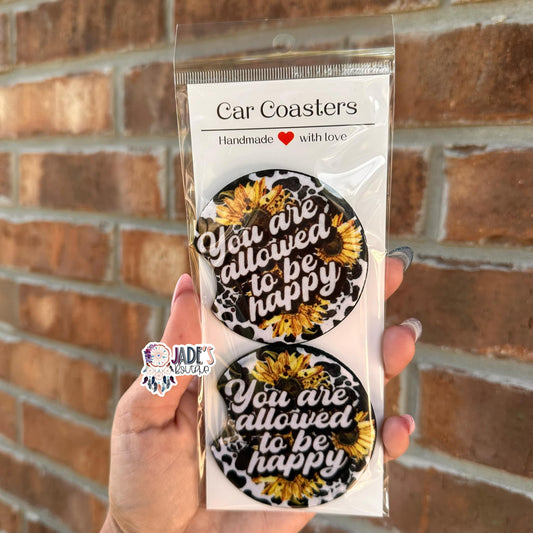 Car Coasters
Handmade ❤ with love
You are
allowed
to be
happy
You are
allowed
to be
happy
JADE'S